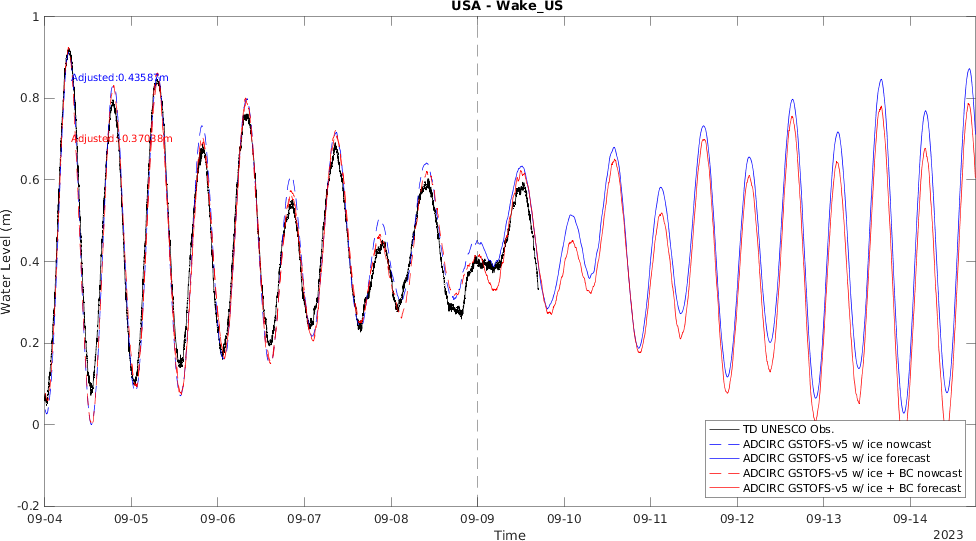 USA - Wake_US
1
0.8
0.6
0.4
0.2
0
-0.2
Water Level (m)
Adjusted:0.43587m
Adjusted:-0.37038m
TD UNESCO Obs.
ADCIRC GSTOFS-v5 w/ ice nowcast
ADCIRC GSTOFS-v5 w/ ice forecast
ADCIRC GSTOFS-v5 w/ ice + BC nowcast
ADCIRC GSTOFS-v5 w/ ice + BC forecast
09-04 09-05 09-06 09-07 09-08 09-09 09-10 09-11 09-12 09-13 09-14
Time
2023